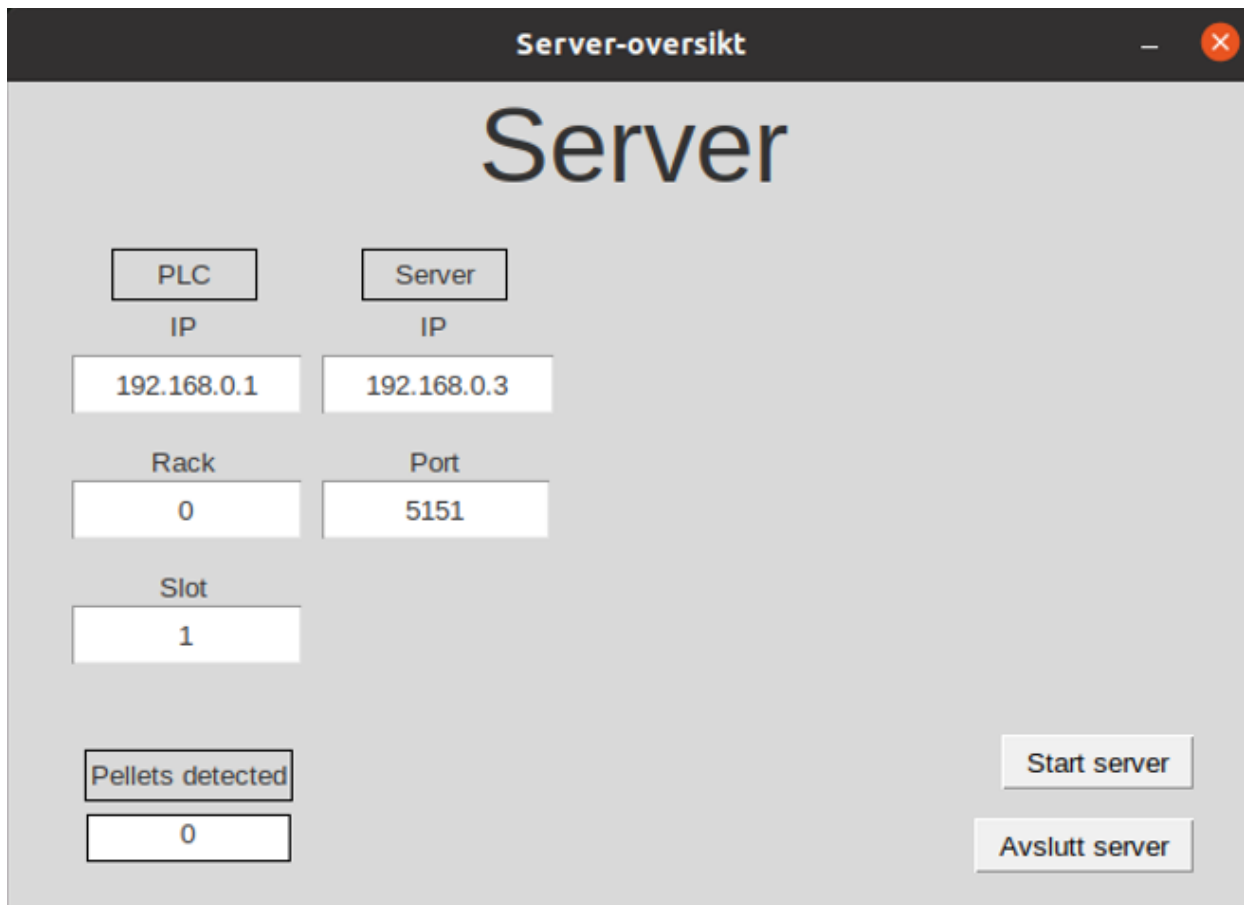 Server-oversikt
Server
PLC Server
IP IP
192.168.0.1 192.168.0.3
Rack Port
0 5151
Slot
1
Pellets detected
0
Start server
Avslutt server